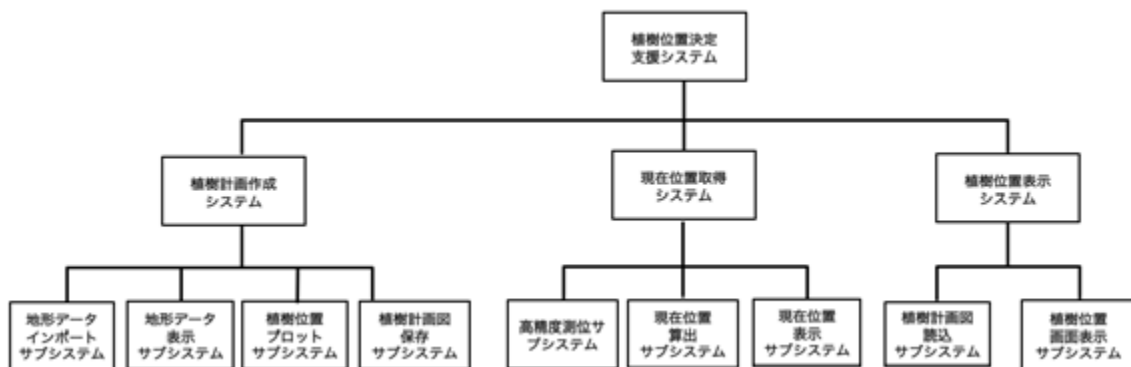 植樹位置決定
支援システム
植樹計画作成
システム
現在位置取得
システム
植樹位置表示
システム
地形データ
インポート
サブシステム
地形データ
表示
サブシステム
植樹位置
プロット
サブシステム
植樹計画図
保存
サブシステム
高精度測位サ
ブシステム
現在位置
算出
サブシステム
現在位置
表示
サブシステム
植樹計画図
読込
サブシステム
植樹位置
画面表示
サブシステム